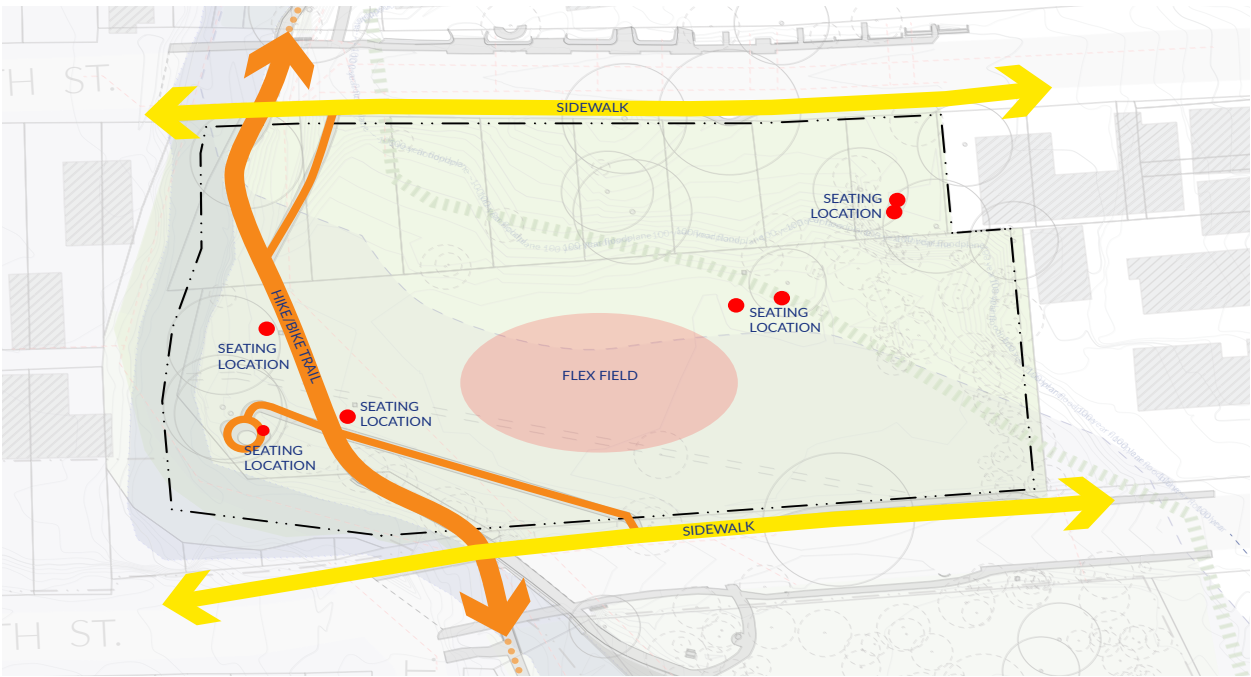 SIDEWALK
TH ST.
SEATING
LOCATION
HIKE/BIKE TRAIL
SEATING
LOCATION
SEATING
LOCATION
FLEX FIELD
SEATING
LOCATION
SEATING
LOCATION
SIDEWALK
TH ST.